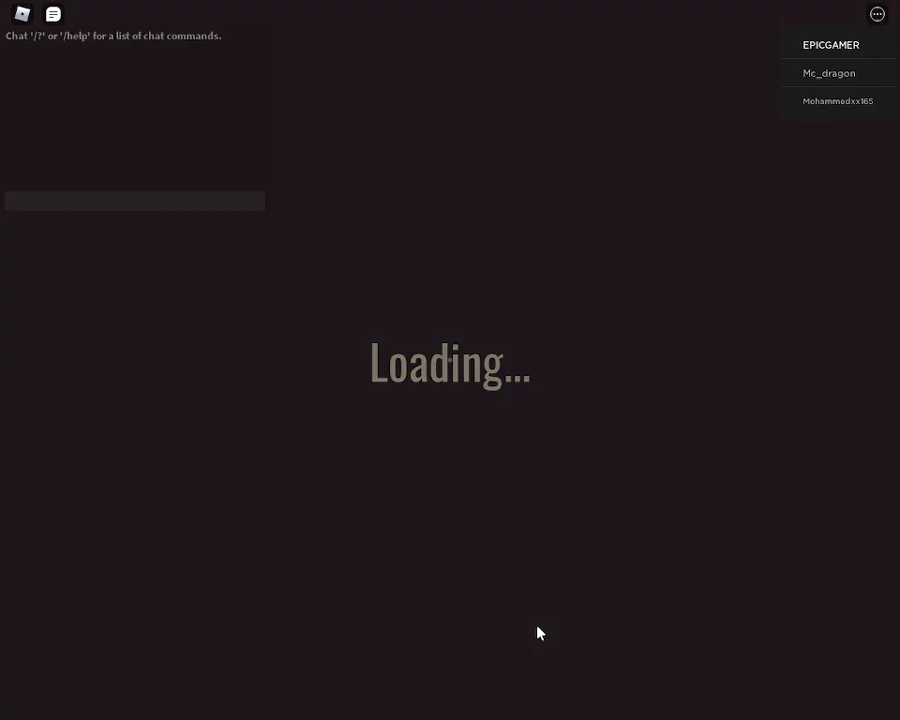 Chat '/?' or '/help' for a list of chat commands.
EPICGAMER
Mc_dragon
Mohammedxx165
Loading...